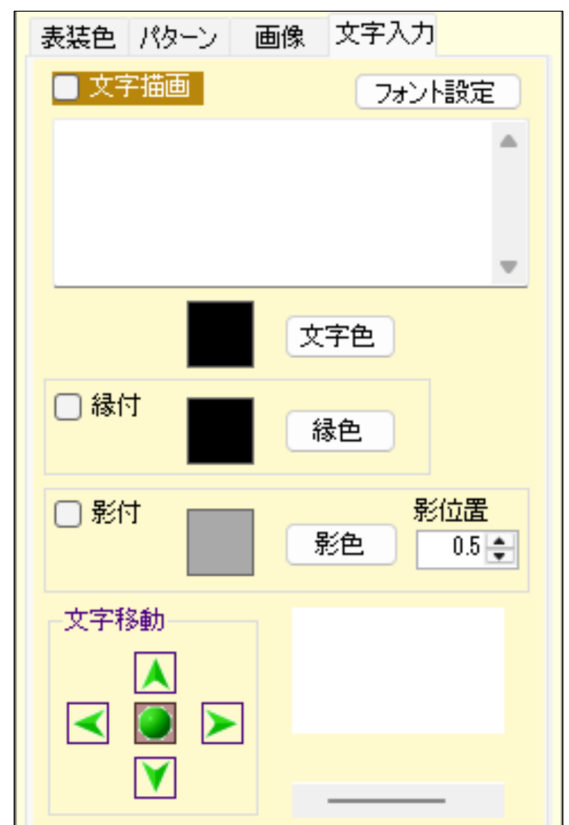 表装色 パターン 画像 文字入力
文字描画 フォント設定
文字色
縁付 縁色
影付 影色 影位置
0.5
文字移動